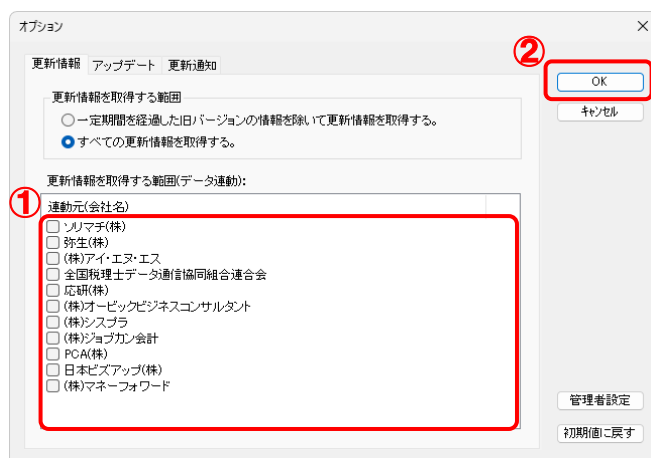 オプション
②
更新情報 アップデート 更新通知
OK
更新情報を取得する範囲
キャンセル
一定期間を経過した旧バージョンの情報を除いて更新情報を取得する。
すべての更新情報を取得する。
更新情報を取得する範囲(データ連動):
①
連動元(会社名)
ソリマチ(株)
弥生(株)
(株)アイ・エヌ・エス
全国税理士データ通信協同組合連合会
応研(株)
(株)オービックビジネスコンサルタント
(株)シスプラ
(株)ジョブカン会計
PCA(株)
日本ビズアップ(株)
(株)マネーフォワード
管理者設定
初期値に戻す